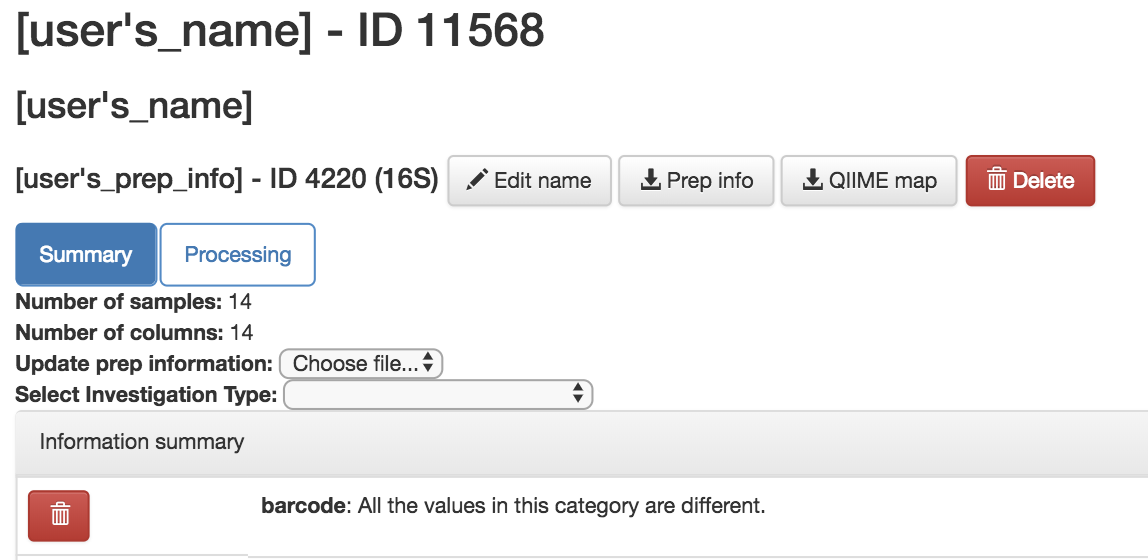 [user's_name] - ID 11568
[user's_name]
[user's_prep_info] - ID 4220 (16S) Edit name Prep info QIIME map Delete
Summary Processing
Number of samples: 14
Number of columns: 14
Update prep information: Choose file...
Select Investigation Type:
Information summary
barcode: All the values in this category are different.